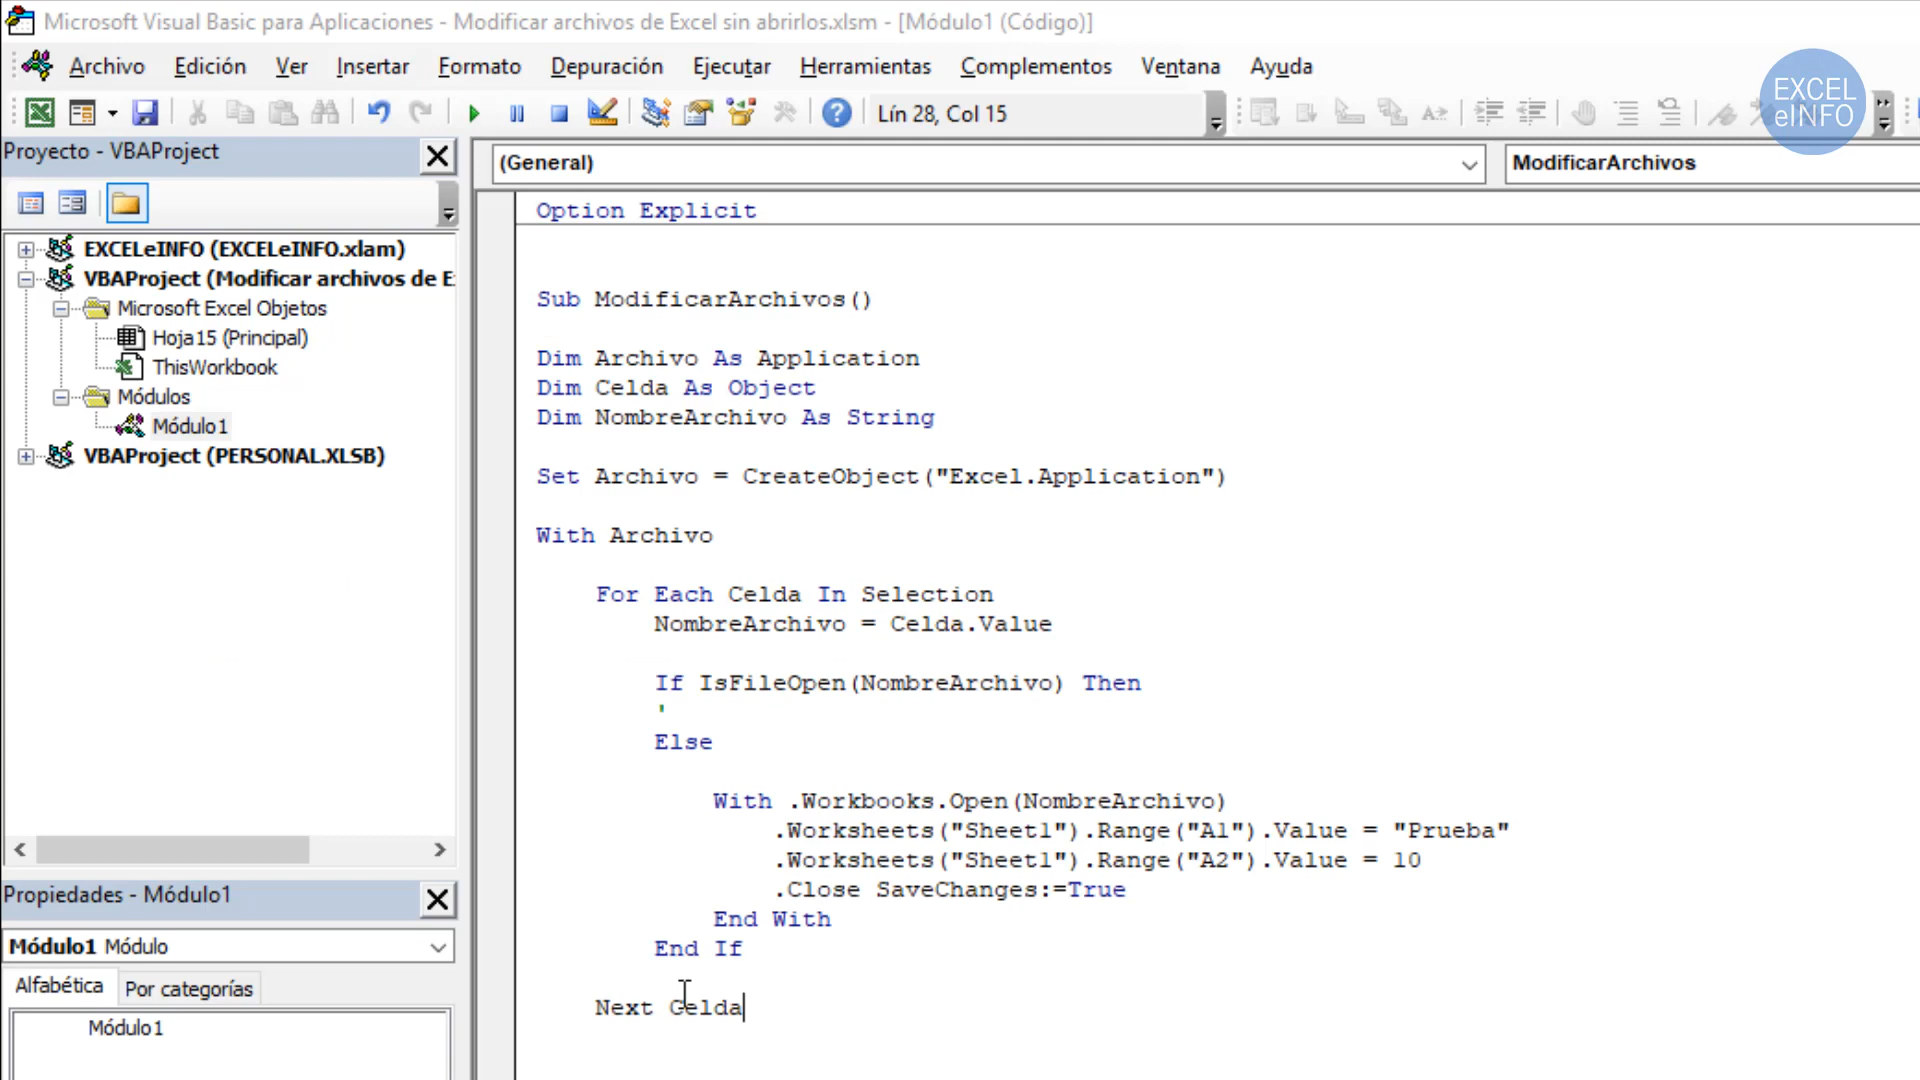 Microsoft Visual Basic para Aplicaciones - Modificar archivos de Excel sin abrirlos.xlsm - [Módulo1 (Código)]
Archivo Edición Ver Insertar Formato Depuración Ejecutar Herramientas Complementos Ventana Ayuda
EXCEL
eINFO
Lín 28, Col 15
Proyecto - VBAProject
(General)
ModificarArchivos
EXCELeINFO (EXCELeINFO.xlam)
VBAProject (Modificar archivos de E
Microsoft Excel Objetos
Hoja15 (Principal)
ThisWorkbook
Módulos
Módulo1
VBAProject (PERSONAL.XLSB)
Propiedades - Módulo1
Módulo1 Módulo
Alfabética Por categorías
Módulo1
Option Explicit
Sub ModificarArchivos()
Dim Archivo As Application
Dim Celda As Object
Dim NombreArchivo As String
Set Archivo = CreateObject("Excel.Application")
With Archivo
For Each Celda In Selection
NombreArchivo = Celda.Value
If IsFileOpen(NombreArchivo) Then
'
Else
With .Workbooks.Open(NombreArchivo)
.Worksheets("Sheet1").Range("A1").Value = "Prueba"
.Worksheets("Sheet1").Range("A2").Value = 10
.Close SaveChanges:=True
End With
End If
Next Celda